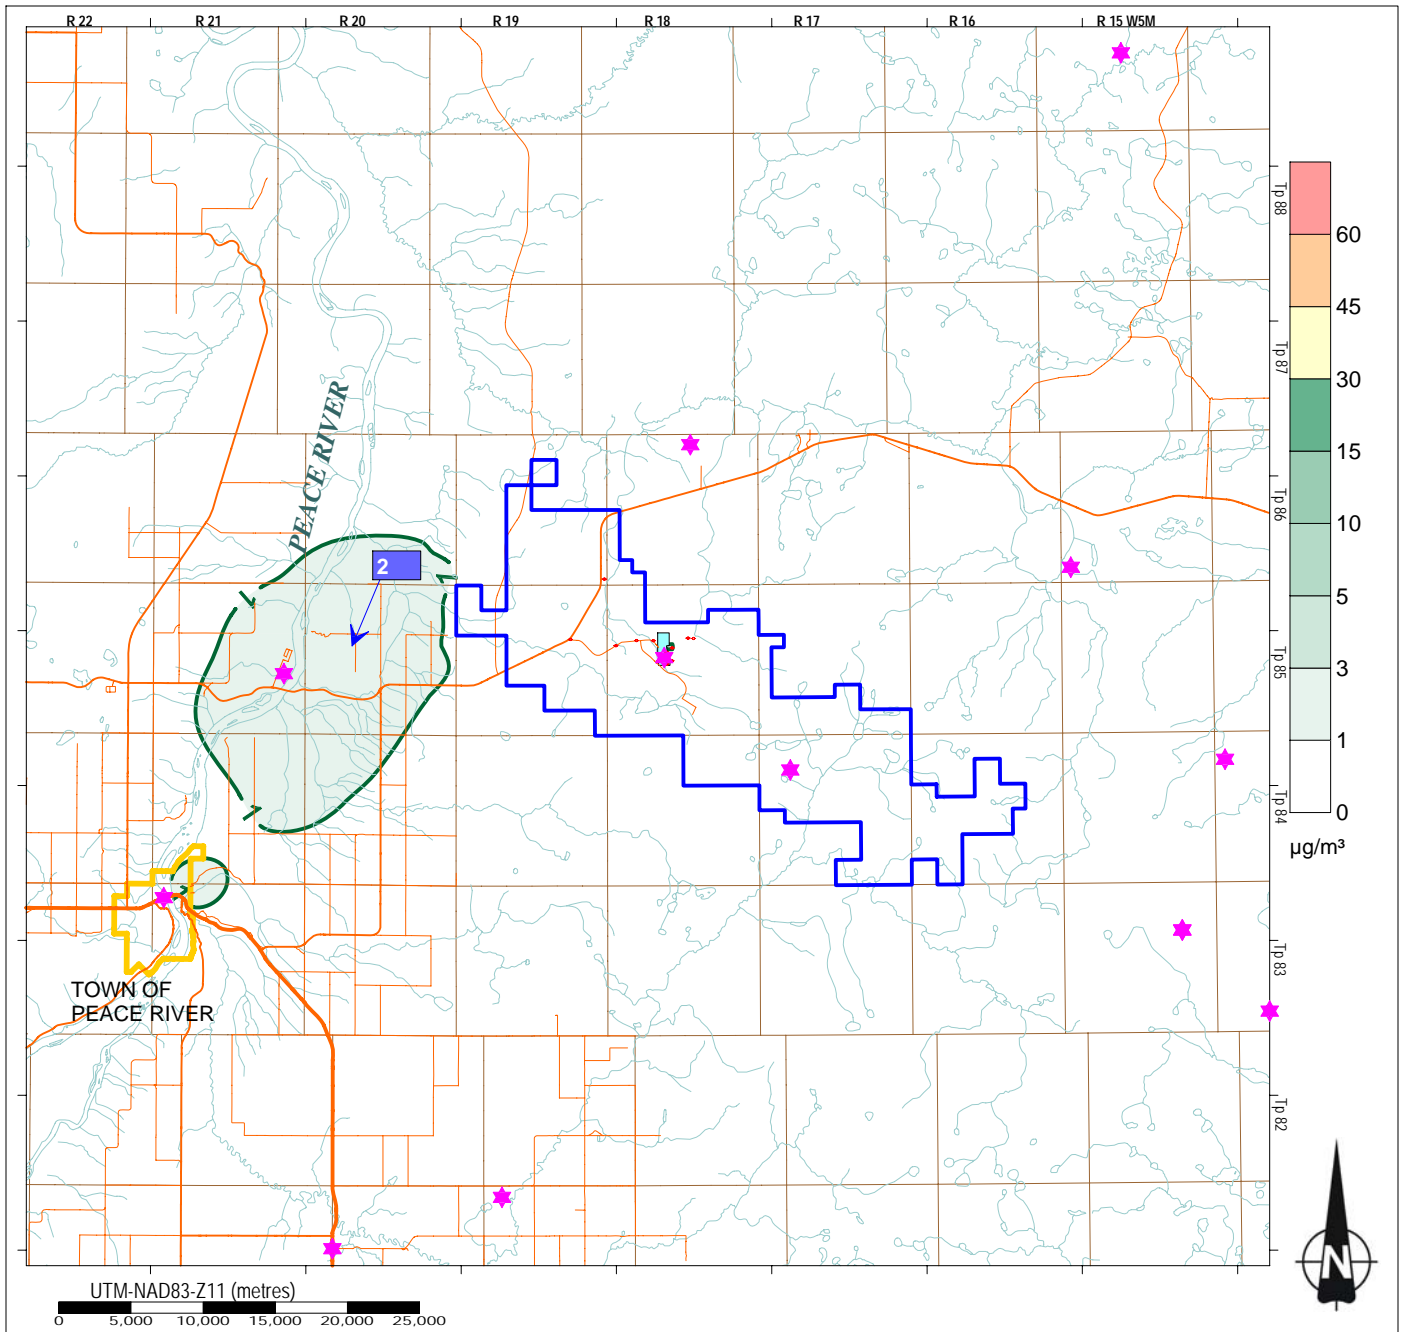 R 22 R 21 R 20 R 19 R 18 R 17 R 16 R 15 W5M
Tp 88
Tp 87
Tp 86
Tp 85
Tp 84
Tp 83
Tp 82
PEACE RIVER
2
TOWN OF
PEACE RIVER
60
45
30
15
10
5
3
1
0
µg/m³
N
UTM-NAD83-Z11 (metres)
0 5,000 10,000 15,000 20,000 25,000